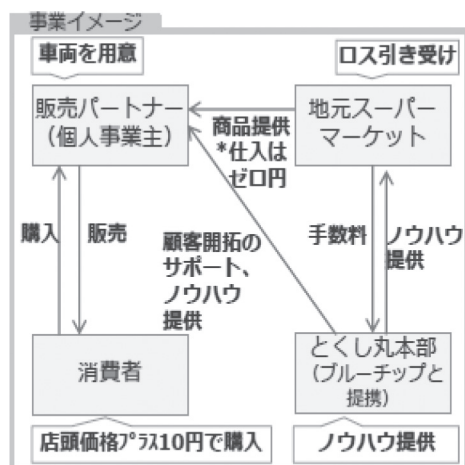 事業イメージ
車両を用意
ロス引き受け
販売パートナー
（個人事業主）
地元スーパー
マーケット
商品提供
*仕入は
ゼロ円
購入
販売
顧客開拓の
サポート、
ノウハウ
提供
手数料
ノウハウ
提供
消費者
とくし丸本部
（ブルーチップと
提携）
店頭価格プラス10円で購入
ノウハウ提供